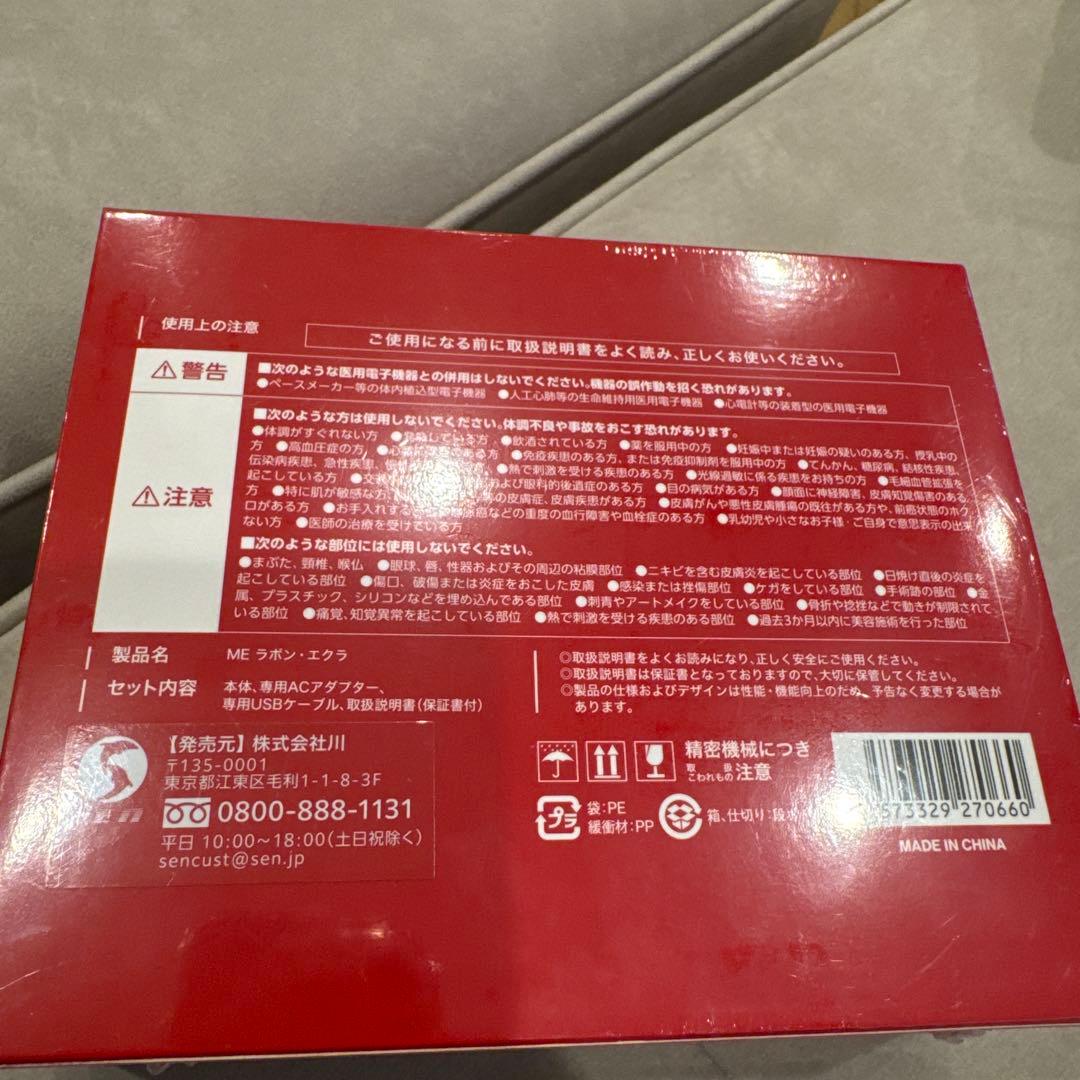 使用上の注意
ご使用になる前に取扱説明書をよく読み、正しくお使いください。
警告
■次のような医用電子機器との併用はしないでください。機器の誤作動を招く恐れがあります。
●ペースメーカー等の体内植込型電子機器 ●人工心肺等の生命維持用医用電子機器 ●心電計等の装着型の医用電子機器
注意
■次のような方は使用しないでください。体調不良や事故をおこす恐れがあります。
●体調がすぐれない方 している方 ●飲酒されている方 ●薬を服用中の方 ●妊娠中または妊娠の疑いのある方、授乳中の
方 ●高血圧症の方 のある方 ●免疫疾患のある方、または免疫抑制剤を服用中の方 ●てんかん、糖尿病、結核性疾患、
伝染病疾患、急性疾患、 ●熱で刺激を受ける疾患のある方 ●光線過敏に係る疾患をお持ちの方 ●毛細血管拡張を
起こしている方 および眼科的後遺症のある方 ●目の病気がある方 ●顔面に神経障害、皮膚知覚障害のある
方 ●特に肌が敏感な方、 の皮膚症、皮膚疾患がある方 ●皮膚がんや悪性皮膚腫瘍の既往がある方や、前癌状態のホク
ロがある方 ●お手入れする などの重度の血行障害や血栓症のある方 ●乳幼児や小さなお子様・ご自身で意思表示の出来
ない方 ●医師の治療を受けている方
■次のような部位には使用しないでください。
●まぶた、頸椎、喉仏 ●眼球、唇、性器およびその周辺の粘膜部位 ●ニキビを含む皮膚炎を起こしている部位 ●日焼け直後の炎症を
起こしている部位 ●傷口、破傷または炎症をおこした皮膚 ●感染または挫傷部位 ●ケガをしている部位 ●手術跡の部位 ●金
属、プラスチック、シリコンなどを埋め込んである部位 ●刺青やアートメイクをしている部位 ●骨折や捻挫などで動きが制限されて
いる部位 ●痛覚、知覚異常を起こしている部位 ●熱で刺激を受ける疾患のある部位 ●過去3か月以内に美容施術を行った部位
製品名 ME ラボン・エクラ
セット内容 本体、専用ACアダプター、
専用USBケーブル、取扱説明書(保証書付)
◎取扱説明書をよくお読みになり、正しく安全にご使用ください。
◎取扱説明書は保証書となっておりますので、大切に保管してください。
◎製品の仕様およびデザインは性能・機能向上のため、予告なく変更する場合が
あります。
【発売元】株式会社川
〒135-0001
東京都江東区毛利1-1-8-3F
0800-888-1131
平日 10:00～18:00(土日祝除く)
sencust@sen.jp
精密機械につき
取扱注意
こわれもの
プラ
袋:PE
緩衝材:PP
箱、仕切り:段
573329 270660
MADE IN CHINA